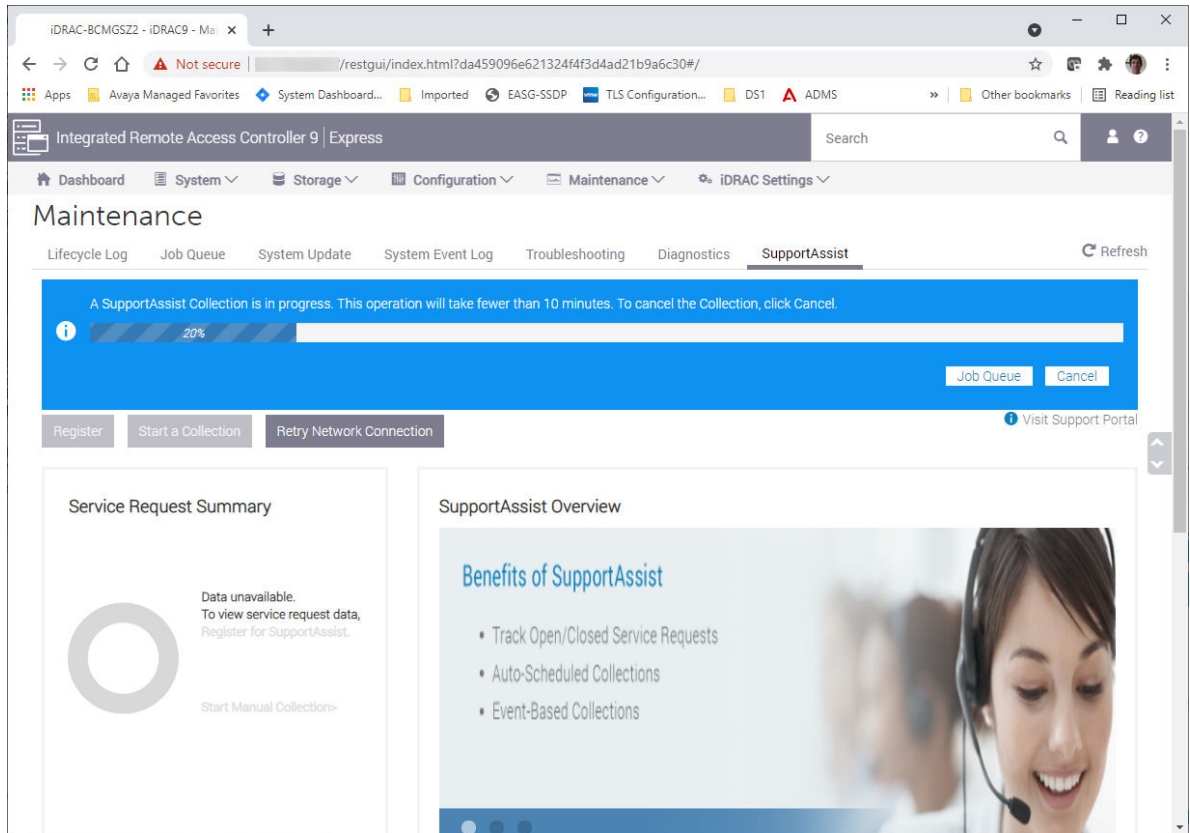 iDRAC-BCMGSZ2 - iDRAC9 - Mai
Not secure /restgui/index.html?da459096e621324f4f3d4ad21b9a6c30#/
Apps Avaya Managed Favorites System Dashboard... Imported EASG-SSDP vmw TLS Configuration... DS1 ADMS » Other bookmarks Reading list
Integrated Remote Access Controller 9 | Express Search
Dashboard System Storage Configuration Maintenance iDRAC Settings
Maintenance
Lifecycle Log Job Queue System Update System Event Log Troubleshooting Diagnostics SupportAssist Refresh
A SupportAssist Collection is in progress. This operation will take fewer than 10 minutes. To cancel the Collection, click Cancel.
20%
Job Queue Cancel
Register Start a Collection Retry Network Connection Visit Support Portal
Service Request Summary
Data unavailable.
To view service request data,
Register for SupportAssist.
Start Manual Collection>
SupportAssist Overview
Benefits of SupportAssist
• Track Open/Closed Service Requests
• Auto-Scheduled Collections
• Event-Based Collections